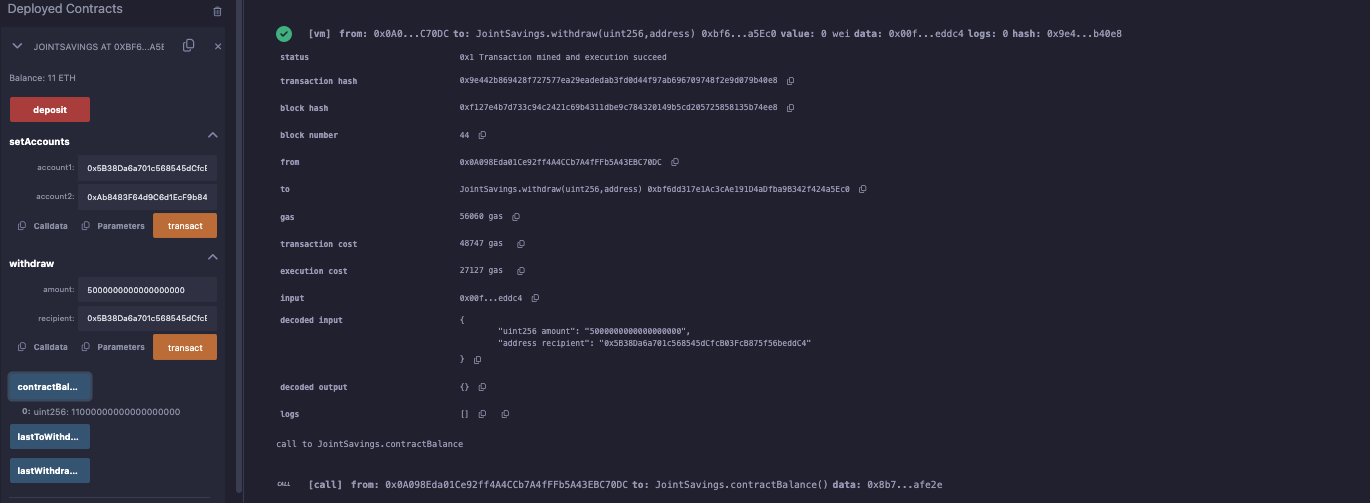 Deployed Contracts
JOINTSAVINGS AT 0XBF6...A5E
Balance: 11 ETH
deposit
setAccounts
account1: 0x5B38Da6a701c568545dCfcE
account2: 0xAb8483F64d9C6d1EcF9b84
Calldata Parameters transact
withdraw
amount: 5000000000000000000
recipient: 0x5B38Da6a701c568545dCfcE
Calldata Parameters transact
contractBal...
0: uint256: 11000000000000000000
lastToWithd...
lastWithdra...
[vm] from: 0x0A0...C70DC to: JointSavings.withdraw(uint256,address) 0xbf6...a5Ec0 value: 0 wei data: 0x00f...eddc4 logs: 0 hash: 0x9e4...b40e8
status 0x1 Transaction mined and execution succeed
transaction hash 0x9e442b869428f727577ea29eadedab3fd0d44f97ab696709748f2e9d079b40e8
block hash 0xf127e4b7d733c94c2421c69b4311dbe9c784320149b5cd205725858135b74ee8
block number 44
from 0x0A098Eda01Ce92ff4A4CCb7A4fFFb5A43EBC70DC
to JointSavings.withdraw(uint256,address) 0xbf6dd317e1Ac3cAe191D4aDfba9B342f424a5Ec0
gas 56060 gas
transaction cost 48747 gas
execution cost 27127 gas
input 0x00f...eddc4
decoded input {
"uint256 amount": "5000000000000000000",
"address recipient": "0x5B38Da6a701c568545dCfcB03FcB875f56beddC4"
}
decoded output {}
logs []
call to JointSavings.contractBalance
CALL [call] from: 0x0A098Eda01Ce92ff4A4CCb7A4fFFb5A43EBC70DC to: JointSavings.contractBalance() data: 0x8b7...afe2e